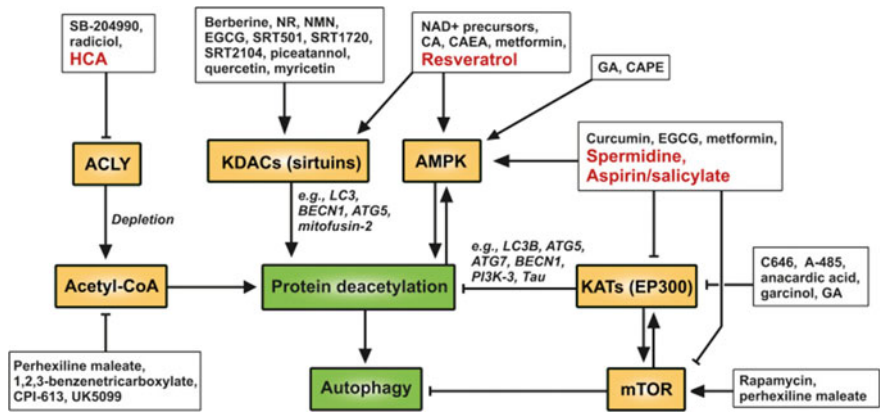 SB-204990,
radiciol,
HCA
Berberine, NR, NMN,
EGCG, SRT501, SRT1720,
SRT2104, piceatannol,
quercetin, myricetin
NAD+ precursors,
CA, CAEA, metformin,
Resveratrol
GA, CAPE
Curcumin, EGCG, metformin,
Spermidine,
Aspirin/salicylate
ACLY
KDACs (sirtuins)
AMPK
Depletion
e.g., LC3,
BECN1, ATG5,
mitofusin-2
e.g., LC3B, ATG5,
ATG7, BECN1,
PI3K-3, Tau
Acetyl-CoA
Protein deacetylation
KATs (EP300)
C646, A-485,
anacardic acid,
garcinol, GA
Perhexiline maleate,
1,2,3-benzenetricarboxylate,
CPI-613, UK5099
Autophagy
mTOR
Rapamycin,
perhexiline maleate